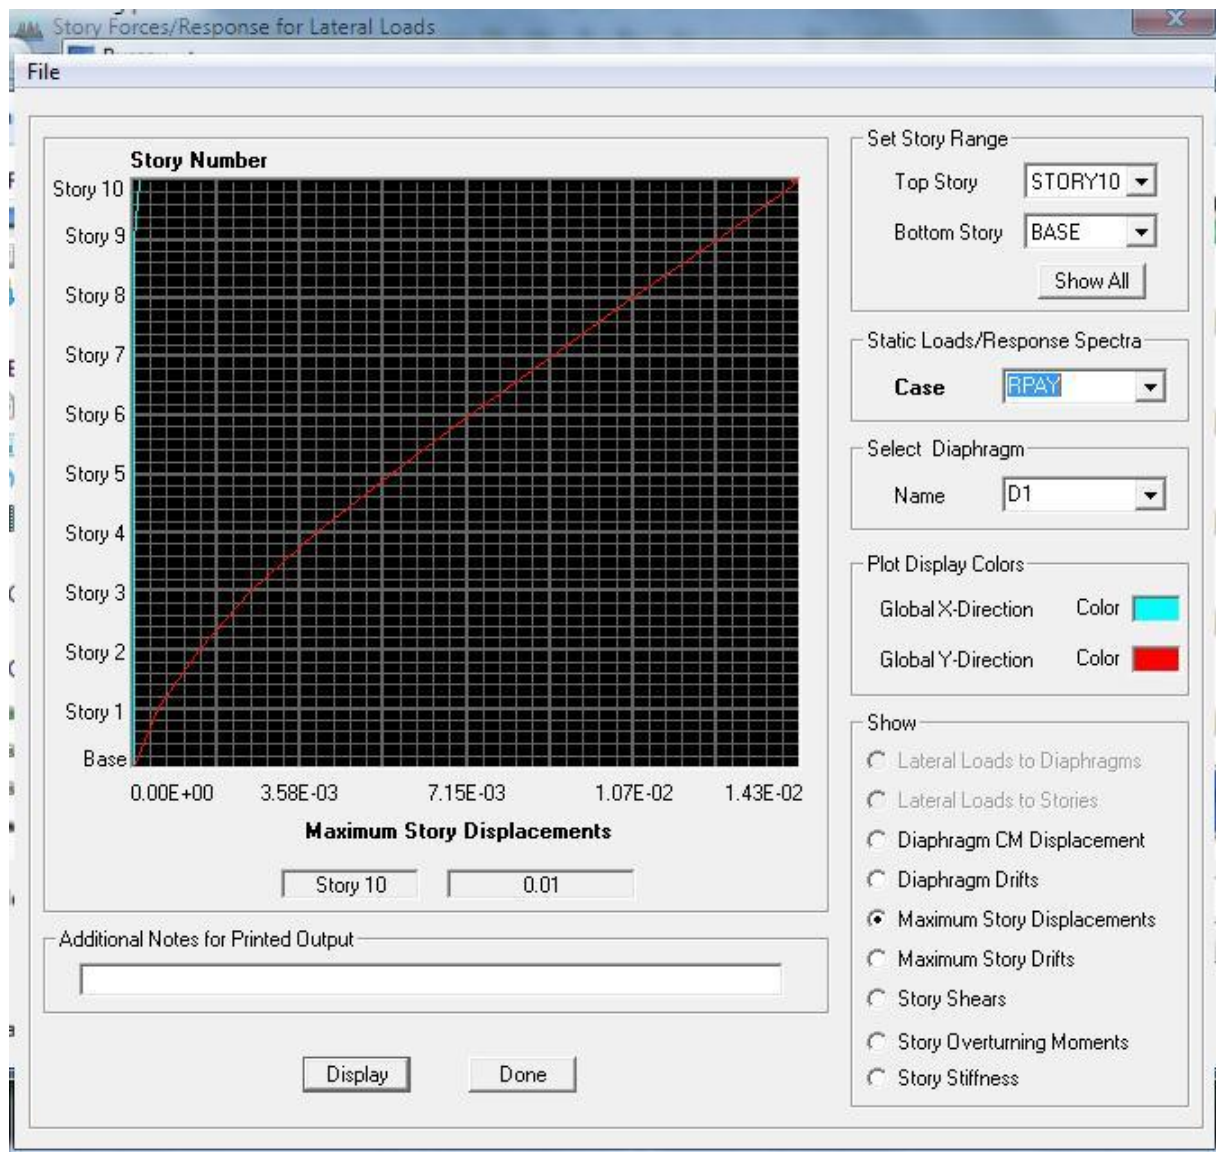 Story Forces/Response for Lateral Loads
File
Story Number
Story 10
Story 9
Story 8
Story 7
Story 6
Story 5
Story 4
Story 3
Story 2
Story 1
Base
0.00E+00 3.58E-03 7.15E-03 1.07E-02 1.43E-02
Maximum Story Displacements
Story 10 0.01
Additional Notes for Printed Output
Display Done
Set Story Range
Top Story STORY10
Bottom Story BASE
Show All
Static Loads/Response Spectra
Case RPAY
Select Diaphragm
Name D1
Plot Display Colors
Global X-Direction Color
Global Y-Direction Color
Show
Lateral Loads to Diaphragms
Lateral Loads to Stories
Diaphragm CM Displacement
Diaphragm Drifts
Maximum Story Displacements
Maximum Story Drifts
Story Shears
Story Overturning Moments
Story Stiffness